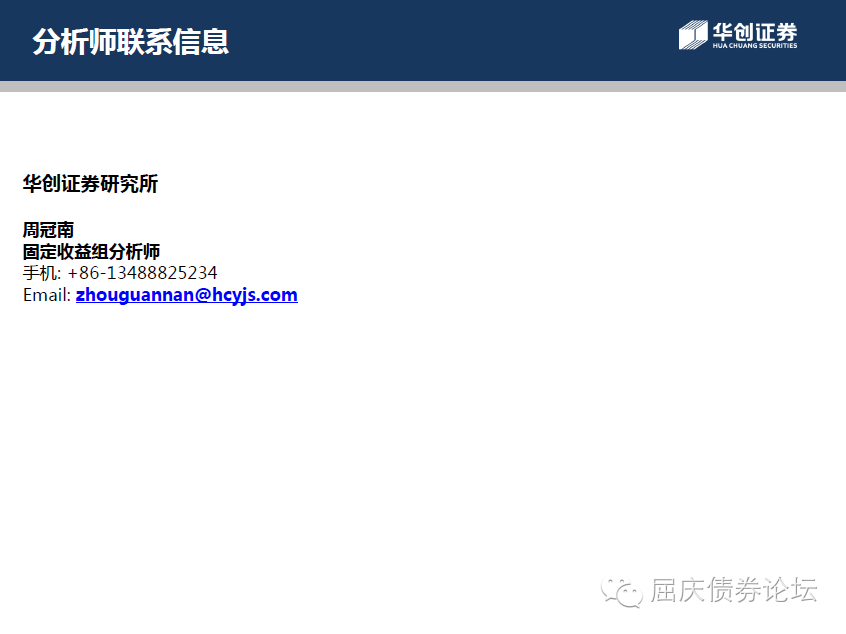 分析师联系信息
华创证券
HUA CHUANG SECURITIES
华创证券研究所
周冠南
固定收益组分析师
手机: +86-13488825234
Email: zhouguannan@hcyjs.com
屈庆债券论坛